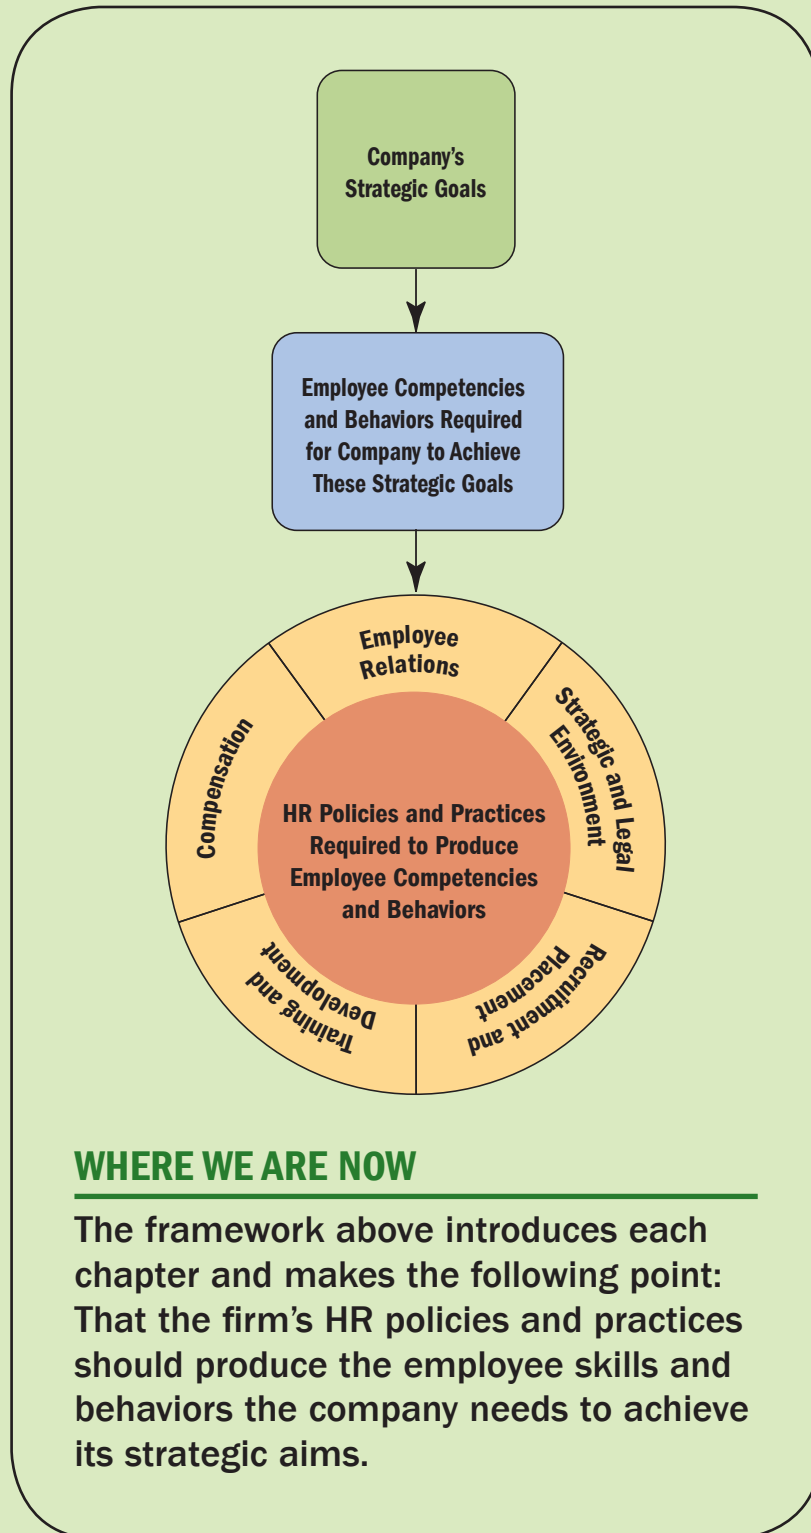 Company’s
Strategic Goals
Employee Competencies
and Behaviors Required
for Company to Achieve
These Strategic Goals
Employee
Relations
Strategic and Legal
Environment
Recruitment and
Placement
Training and
Development
Compensation
HR Policies and Practices
Required to Produce
Employee Competencies
and Behaviors
WHERE WE ARE NOW
The framework above introduces each
chapter and makes the following point:
That the firm’s HR policies and practices
should produce the employee skills and
behaviors the company needs to achieve
its strategic aims.